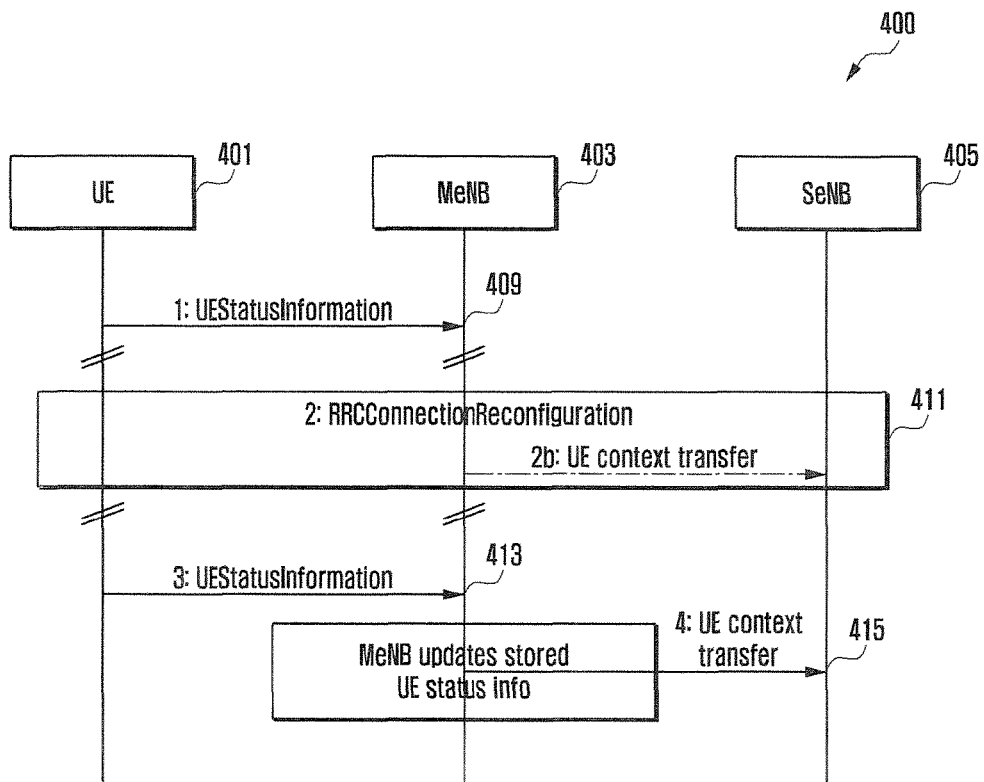 400
401
403
405
UE
MeNB
SeNB
409
1: UEStatusInformation
2: RRCConnectionReconfiguration
411
2b: UE context transfer
413
3: UEStatusInformation
4: UE context
transfer
415
MeNB updates stored
UE status info